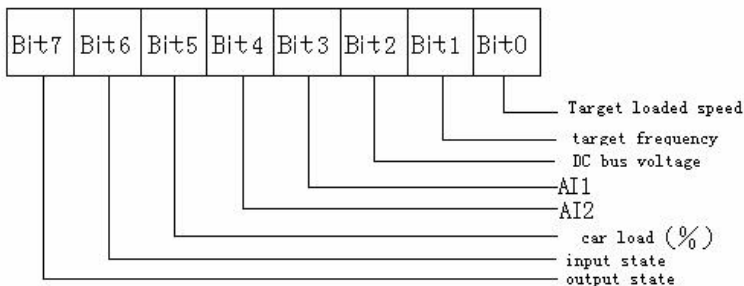 Bit7 Bit6 Bit5 Bit4 Bit3 Bit2 Bit1 Bit0
Target loaded speed
target frequency
DC bus voltage
AI1
AI2
car load (%)
input state
output state